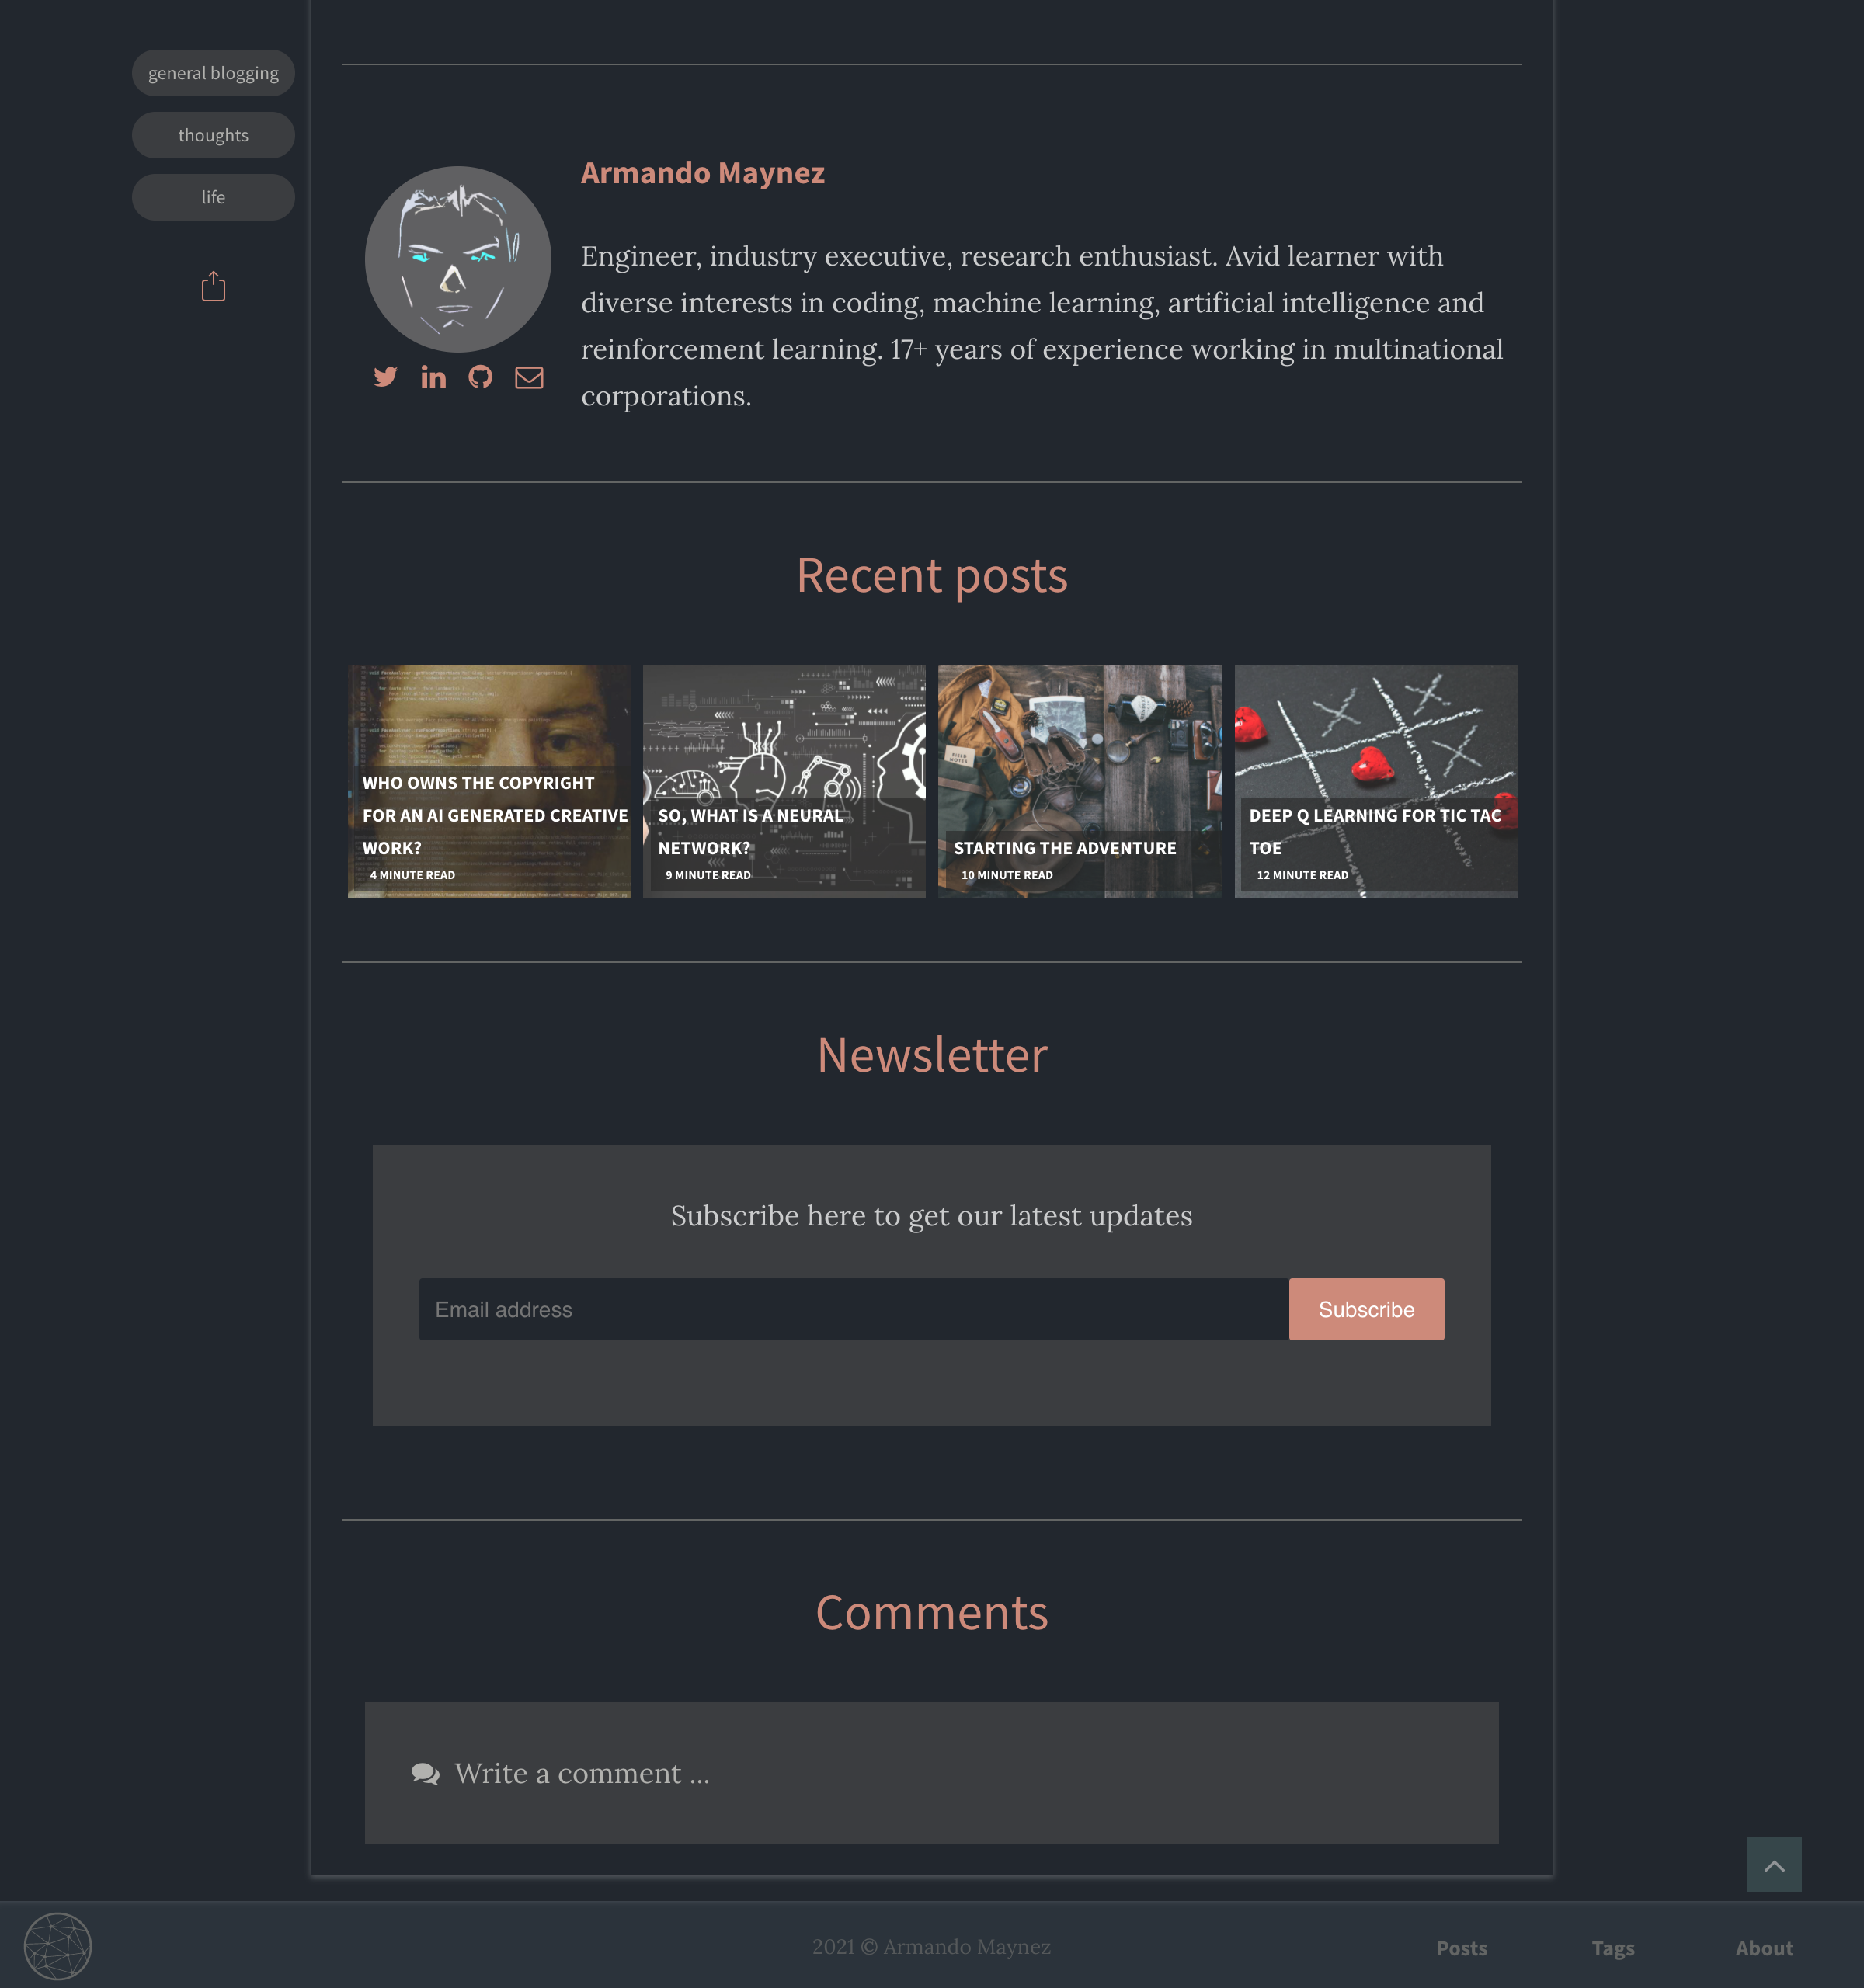 general blogging
thoughts
life
Armando Maynez
Engineer, industry executive, research enthusiast. Avid learner with
diverse interests in coding, machine learning, artificial intelligence and
reinforcement learning. 17+ years of experience working in multinational
corporations.
Recent posts
WHO OWNS THE COPYRIGHT
FOR AN AI GENERATED CREATIVE
WORK?
4 MINUTE READ
SO, WHAT IS A NEURAL
NETWORK?
9 MINUTE READ
FIELD
NOTES
STARTING THE ADVENTURE
10 MINUTE READ
DEEP Q LEARNING FOR TIC TAC
TOE
12 MINUTE READ
Newsletter
Subscribe here to get our latest updates
Email address
Subscribe
Comments
Write a comment ...
2021 © Armando Maynez
Posts
Tags
About